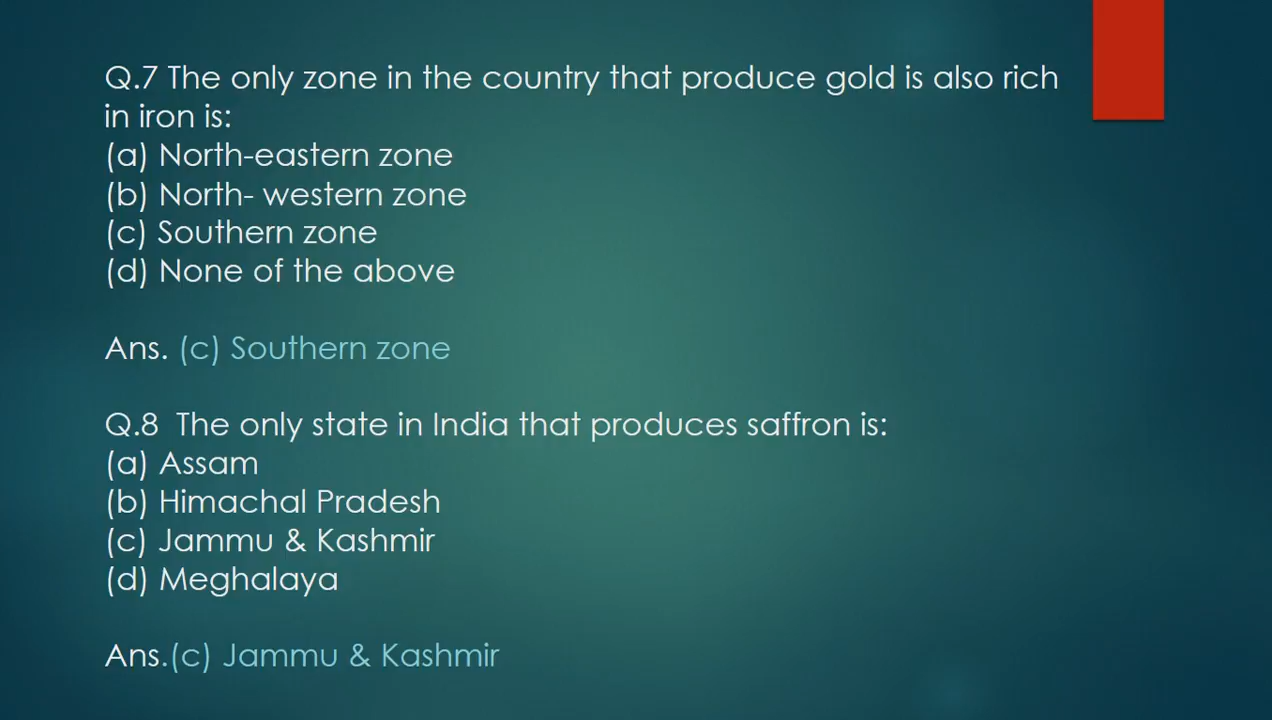 Q.7 The only zone in the country that produce gold is also rich
in iron is:
(a) North-eastern zone
(b) North- western zone
(c) Southern zone
(d) None of the above
Ans. (c) Southern zone
Q.8  The only state in India that produces saffron is:
(a) Assam
(b) Himachal Pradesh
(c) Jammu & Kashmir
(d) Meghalaya
Ans.(c) Jammu & Kashmir